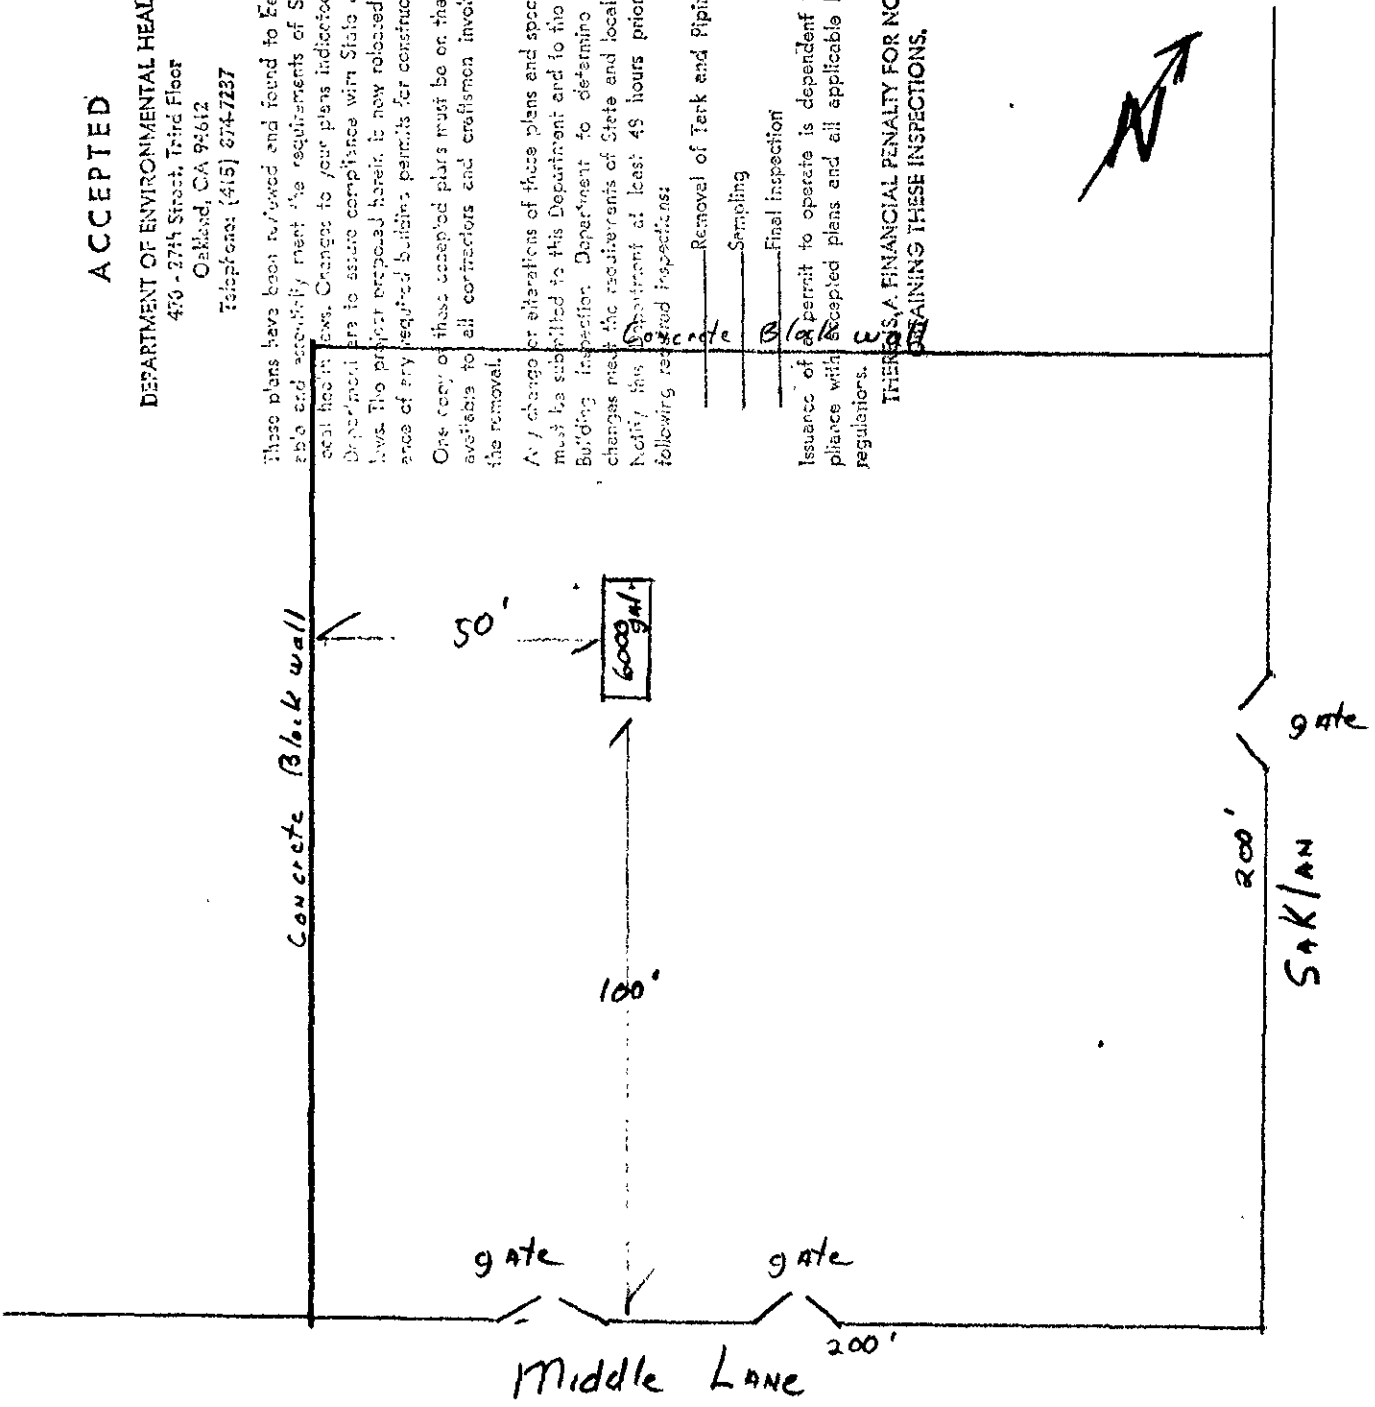 ACCEPTED
DEPARTMENT OF ENVIRONMENTAL HEAL
470 - 27th Street, Third Floor
Oakland, CA 94612
Telephone: (415) 874-7237
These plans have been reviewed and found to be
able and essentially meet the requirements of S
ocal health laws. Changes to your plans indicated
Department are to assure compliance with State
laws. The project proposed herein is now released
ance of any required building permits for construc
One copy of these accepted plans must be on the
available to all contractors and craftsmen invol
the removal.
Any change or alterations of these plans and spec
must be submitted to this Department and to the
Building Inspection Department to determine
changes meet the requirements of State and local
Notify this Department at least 48 hours prior
following required inspections:
Removal of Tank and Pipin
Sampling
Final Inspection
Issuance of a permit to operate is dependent
pliance with accepted plans and all applicable
regulations.
THERE IS A FINANCIAL PENALTY FOR NO
OBTAINING THESE INSPECTIONS.
N
Concrete Block wall
Concrete Block wall
50'
6000
gal.
100'
gate
200'
SAKlAN
gate
gate
200'
Middle Lane